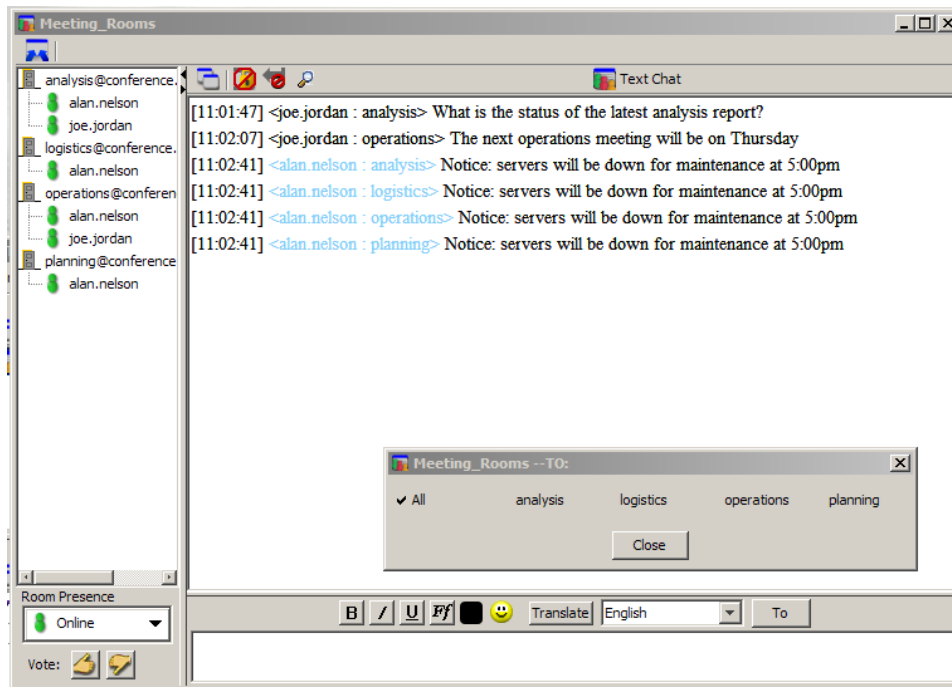 Meeting_Rooms
analysis@conference.
alan.nelson
joe.jordan
logistics@conference.
alan.nelson
operations@conferen
alan.nelson
joe.jordan
planning@conference
alan.nelson
Text Chat
[11:01:47] <joe.jordan : analysis> What is the status of the latest analysis report?
[11:02:07] <joe.jordan : operations> The next operations meeting will be on Thursday
[11:02:41] <alan.nelson : analysis> Notice: servers will be down for maintenance at 5:00pm
[11:02:41] <alan.nelson : logistics> Notice: servers will be down for maintenance at 5:00pm
[11:02:41] <alan.nelson : operations> Notice: servers will be down for maintenance at 5:00pm
[11:02:41] <alan.nelson : planning> Notice: servers will be down for maintenance at 5:00pm
Meeting_Rooms --TO:
All analysis logistics operations planning
Close
Room Presence
Online
Vote:
B I U Ff Translate English To